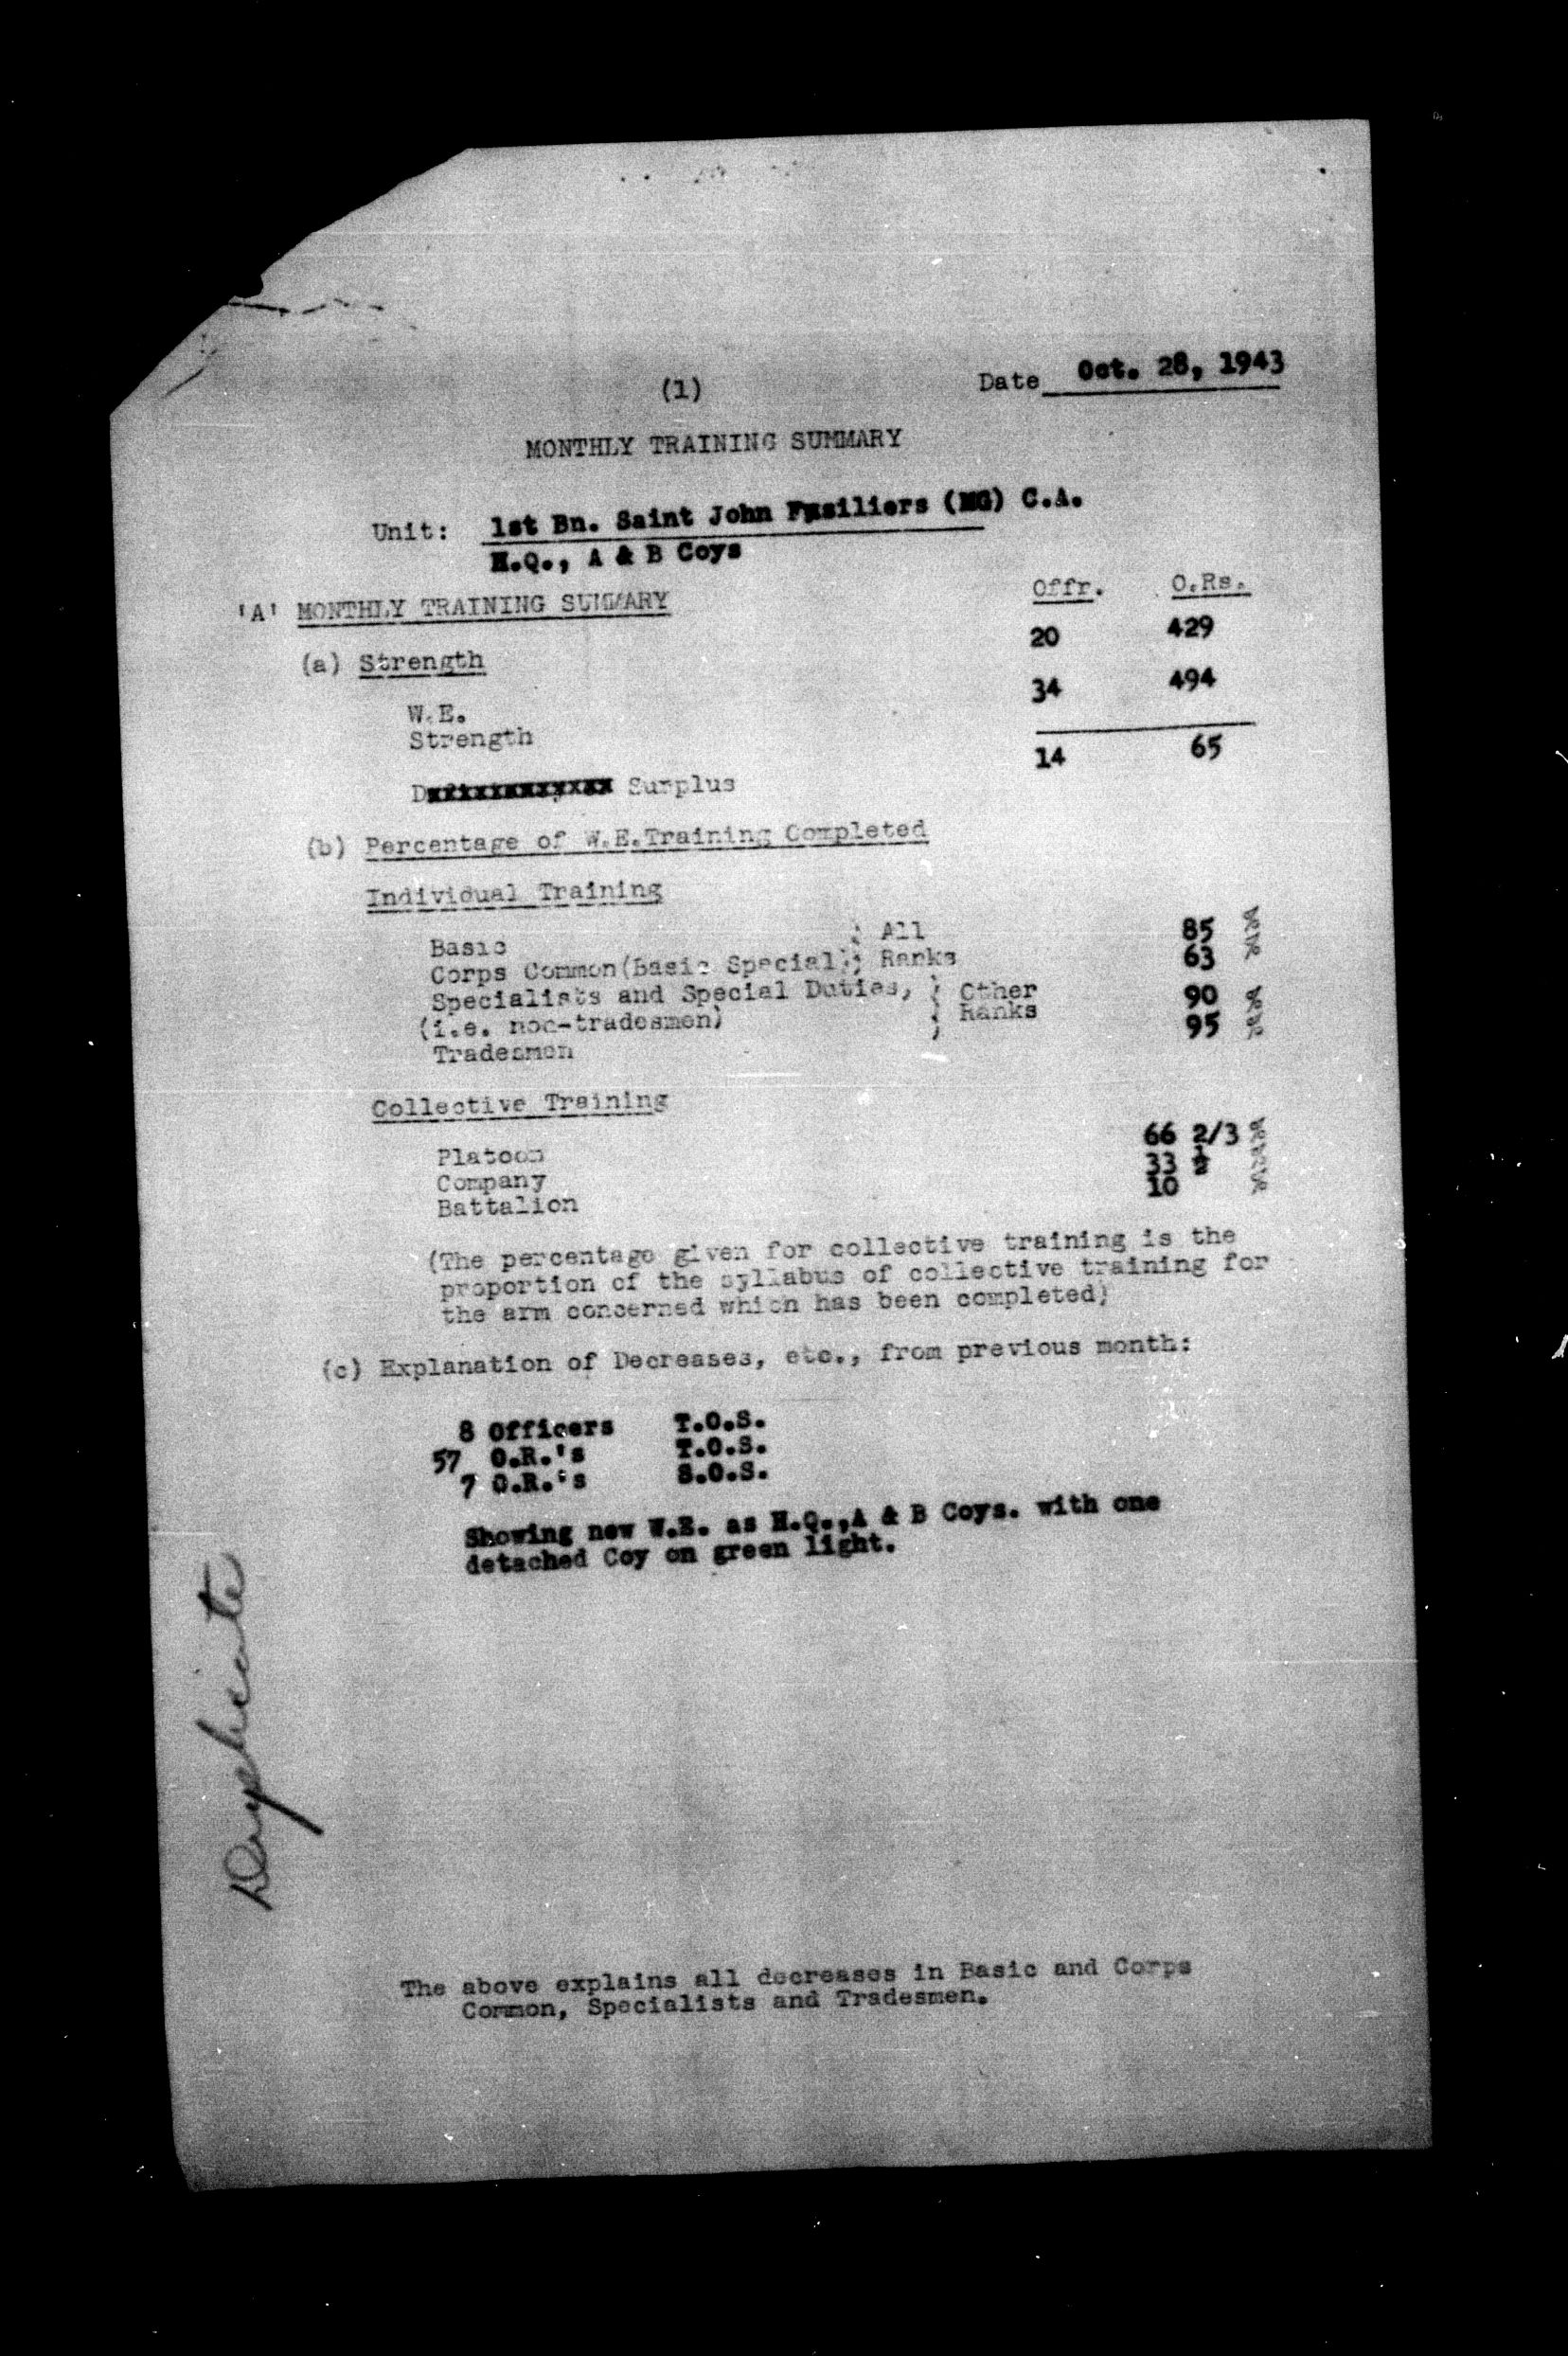 (1)
Date Oct. 28, 1943
MONTHLY TRAINING SUMMARY
Unit: 1st Bn. Saint John Fusiliers (MG) C.A.
H.Q., A & B Coys
'A' MONTHLY TRAINING SUMMARY Offr. O.Rs.
20 429
(a) Strength
34 494
W.E.
Strength
14 65
Surplus
(b) Percentage of W.E.Training Completed
Individual Training
Basic ) All 85 %
Corps Common(Basic Special) ) Ranks 63 %
Specialists and Special Duties, ) Other 90 %
(i.e. non-tradesmen) ) Ranks
Tradesmen ) 95 %
Collective Training
Platoon 66 2/3 %
Company 33 ½ %
Battalion 10 %
(The percentage given for collective training is the
proportion of the syllabus of collective training for
the arm concerned which has been completed)
(c) Explanation of Decreases, etc., from previous month:
8 Officers T.O.S.
57 O.R.'s T.O.S.
7 O.R.'s S.O.S.
Showing new W.E. as H.Q.,A & B Coys. with one
detached Coy on green light.
Duplicate
The above explains all decreases in Basic and Corps
Common, Specialists and Tradesmen.